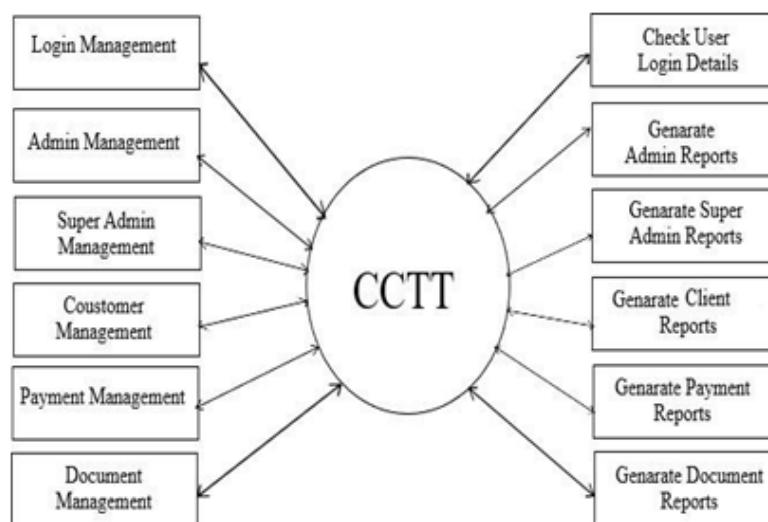 Login Management
Admin Management
Super Admin
Management
Coustomer
Management
Payment Management
Document
Management
CCTT
Check User
Login Details
Genarate
Admin Reports
Genarate Super
Admin Reports
Genarate Client
Reports
Genarate Payment
Reports
Genarate Document
Reports